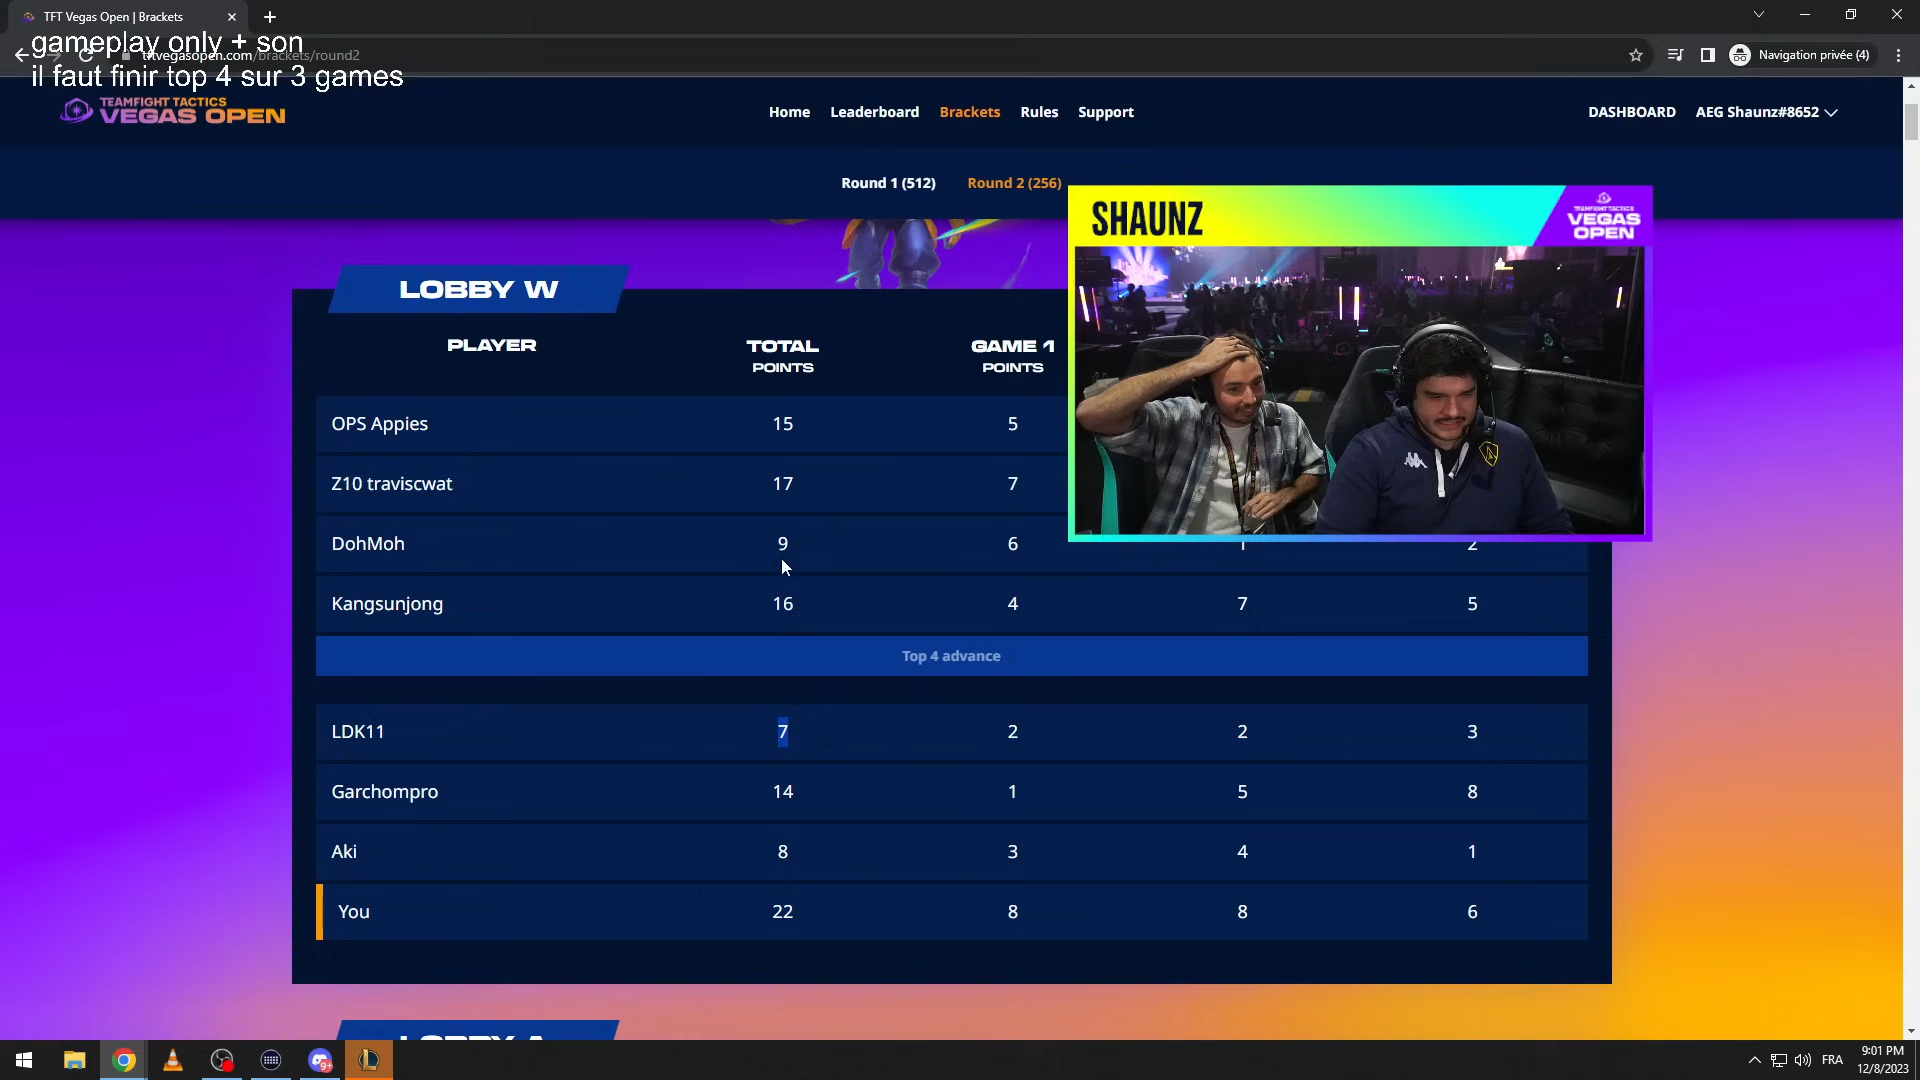 TFT Vegas Open | Brackets
gameplay only + son
tftvegasopen.com/brackets/round2
Navigation privée (4)
il faut finir top 4 sur 3 games
TEAMFIGHT TACTICS
VEGAS OPEN
Home Leaderboard Brackets Rules Support
DASHBOARD AEG Shaunz#8652
Round 1 (512) Round 2 (256)
SHAUNZ
TEAMFIGHT TACTICS
VEGAS
OPEN
LOBBY W
PLAYER TOTAL POINTS GAME 1 POINTS
OPS Appies 15 5
Z10 traviscwat 17 7
DohMoh 9 6 1 2
Kangsunjong 16 4 7 5
Top 4 advance
LDK11 7 2 2 3
Garchompro 14 1 5 8
Aki 8 3 4 1
You 22 8 8 6
LOBBY A
9+
FRA
9:01 PM
12/8/2023